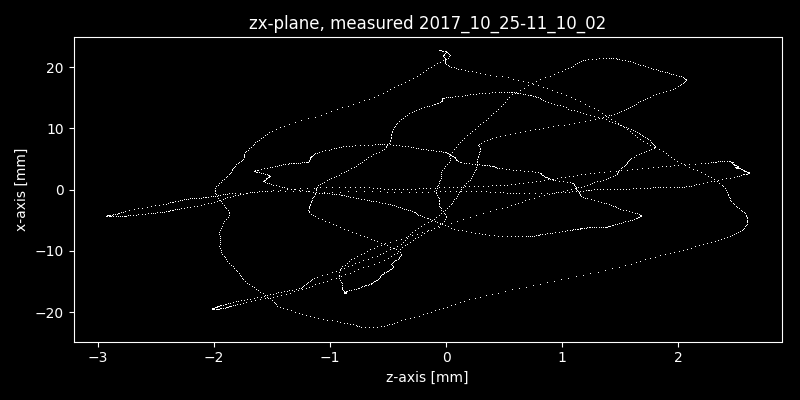 zx-plane, measured 2017_10_25-11_10_02
20
10
0
−10
−20
x-axis [mm]
−3 −2 −1 0 1 2
z-axis [mm]